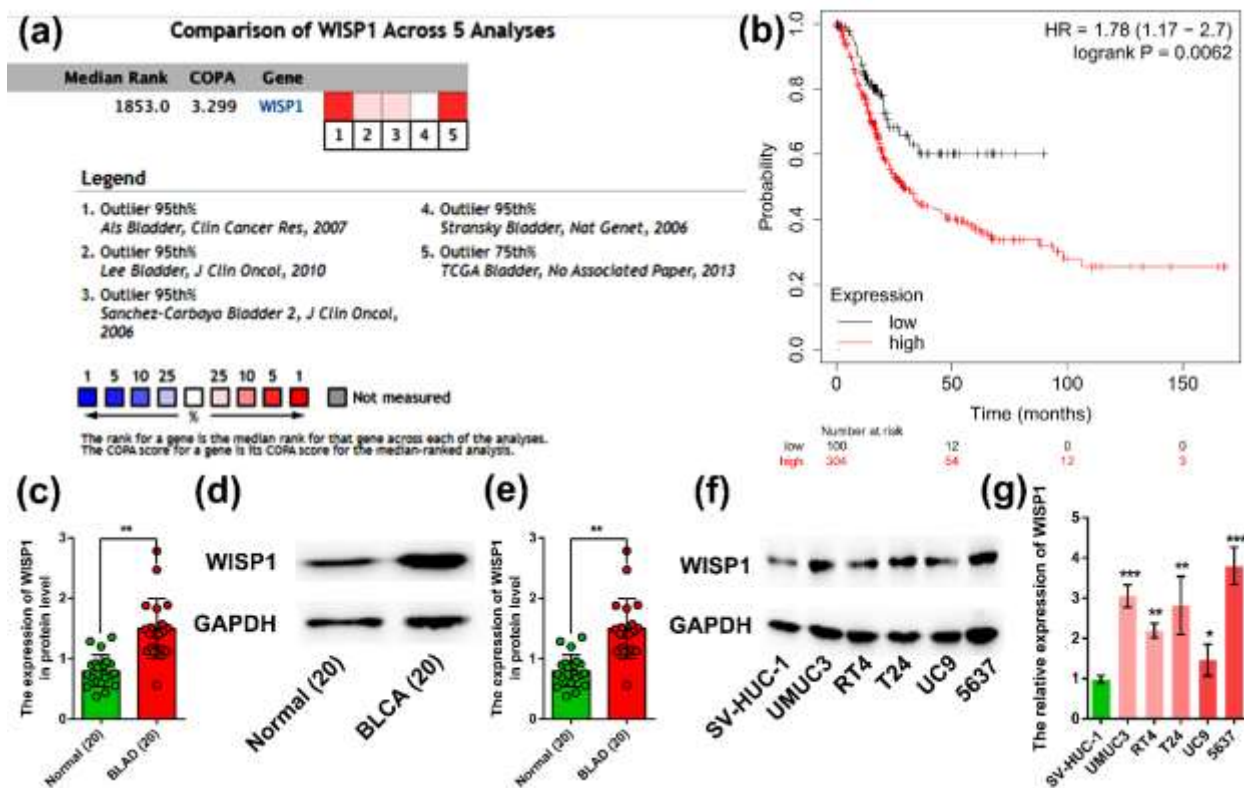 (a)
Comparison of WISP1 Across 5 Analyses
Median Rank COPA Gene
1853.0 3.299 WISP1
1 2 3 4 5
Legend
1. Outlier 95th%
Als Bladder, Clin Cancer Res, 2007
2. Outlier 95th%
Lee Bladder, J Clin Oncol, 2010
3. Outlier 95th%
Sanchez-Carbayo Bladder 2, J Clin Oncol,
2006
4. Outlier 95th%
Stransky Bladder, Nat Genet, 2006
5. Outlier 75th%
TCGA Bladder, No Associated Paper, 2013
1 5 10 25 25 10 5 1
%
Not measured
The rank for a gene is the median rank for that gene across each of the analyses.
The COPA score for a gene is its COPA score for the median-ranked analysis.
(b)
HR = 1.78 (1.17 − 2.7)
logrank P = 0.0062
Probability
1.0
0.8
0.6
0.4
0.2
0.0
Expression
low
high
0 50 100 150
Time (months)
Number at risk
low 100 12 0 0
high 304 54 12 3
(c)
The expression of WISP1
in protein level
3
2
1
0
**
Normal (20)
BLAD (20)
(d)
WISP1
GAPDH
Normal (20)
BLCA (20)
(e)
The expression of WISP1
in protein level
3
2
1
0
**
Normal (20)
BLAD (20)
(f)
WISP1
GAPDH
SV-HUC-1
UMUC3
RT4
T24
UC9
5637
(g)
The relative expression of WISP1
5
4
3
2
1
0
***
**
**
*
***
SV-HUC-1
UMUC3
RT4
T24
UC9
5637